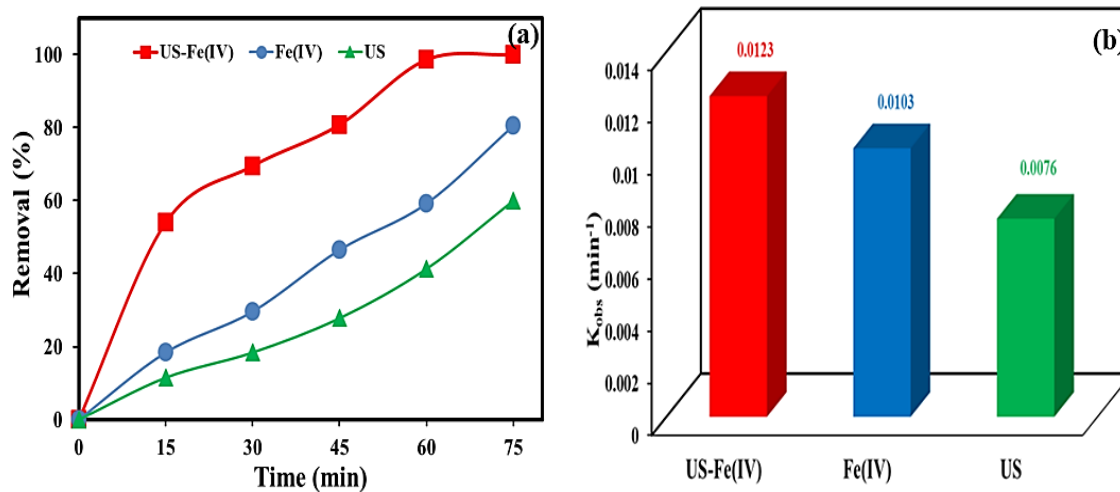 (a)
US-Fe(IV) Fe(IV) US
Removal (%)
100
80
60
40
20
0
0 15 30 45 60 75
Time (min)
(b)
K_obs (min⁻¹)
0.014
0.012
0.01
0.008
0.006
0.004
0.002
0
0.0123
0.0103
0.0076
US-Fe(IV) Fe(IV) US